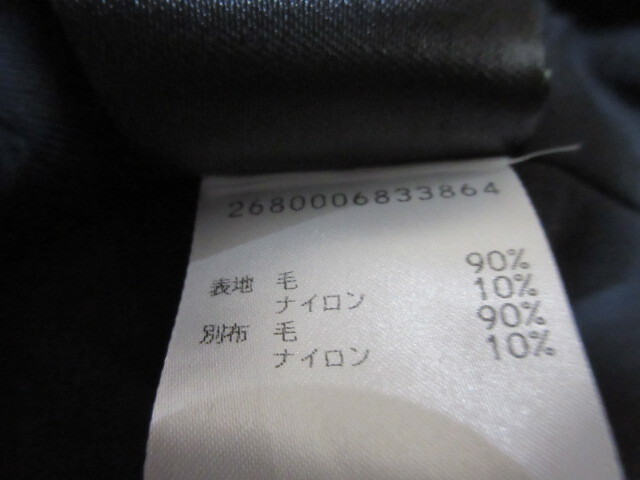 2680006833864
表地 毛 90%
ナイロン 10%
別布 毛 90%
ナイロン 10%